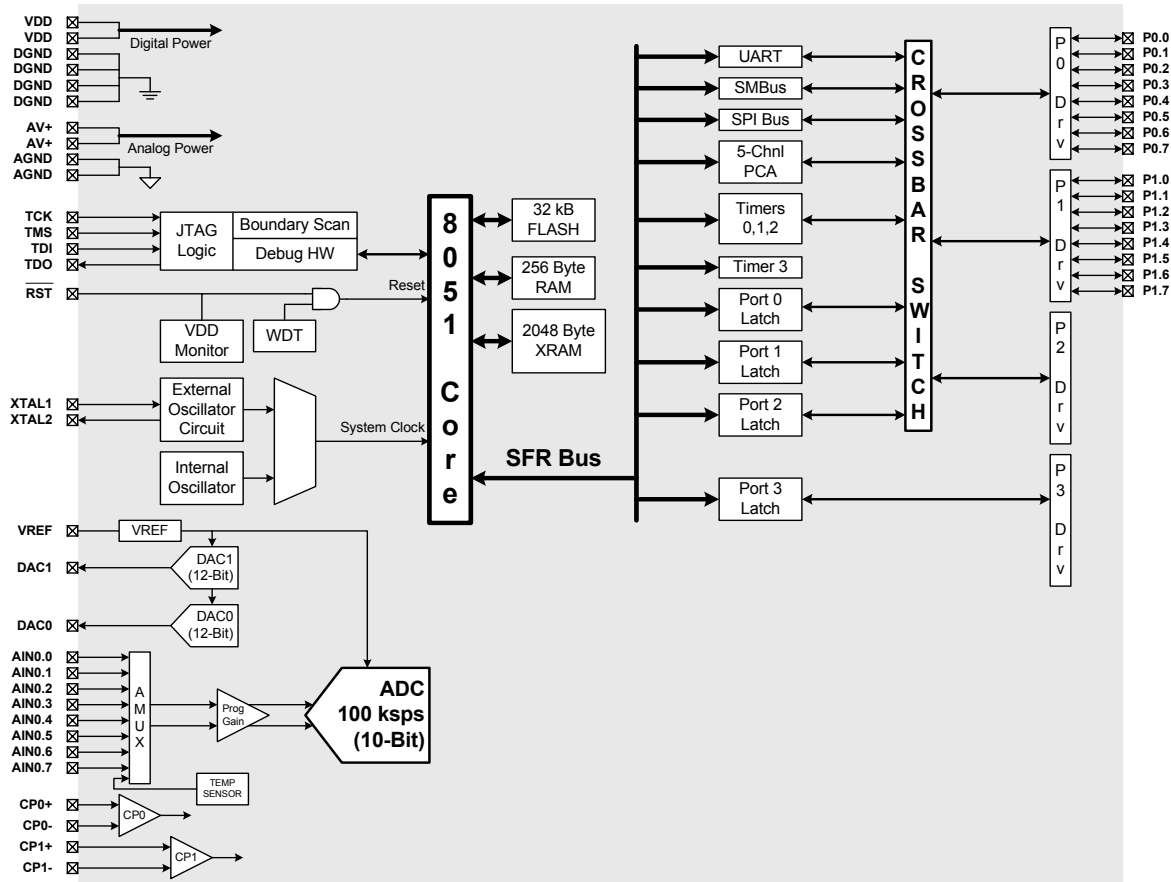 VDD
VDD
DGND
DGND
DGND
DGND
Digital Power
AV+
AV+
AGND
AGND
Analog Power
TCK
TMS
TDI
TDO
JTAG
Logic
Boundary Scan
Debug HW
RST
Reset
VDD
Monitor
WDT
XTAL1
XTAL2
External
Oscillator
Circuit
System Clock
Internal
Oscillator
VREF
VREF
DAC1
DAC1
(12-Bit)
DAC0
DAC0
(12-Bit)
AIN0.0
AIN0.1
AIN0.2
AIN0.3
AIN0.4
AIN0.5
AIN0.6
AIN0.7
AMUX
Prog
Gain
ADC
100 ksps
(10-Bit)
TEMP
SENSOR
CP0+
CP0-
CP0
CP1+
CP1-
CP1
8051 Core
32 kB
FLASH
256 Byte
RAM
2048 Byte
XRAM
SFR Bus
UART
SMBus
SPI Bus
5-Chnl
PCA
Timers
0,1,2
Timer 3
Port 0
Latch
Port 1
Latch
Port 2
Latch
Port 3
Latch
CROSSBAR SWITCH
P0 Drv
P1 Drv
P2 Drv
P3 Drv
P0.0
P0.1
P0.2
P0.3
P0.4
P0.5
P0.6
P0.7
P1.0
P1.1
P1.2
P1.3
P1.4
P1.5
P1.6
P1.7